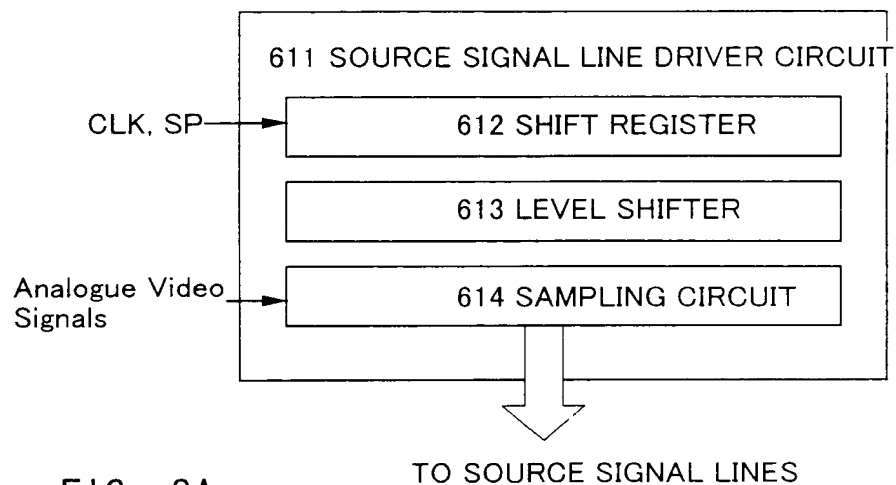 611 SOURCE SIGNAL LINE DRIVER CIRCUIT
CLK, SP
612 SHIFT REGISTER
613 LEVEL SHIFTER
Analogue Video
Signals
614 SAMPLING CIRCUIT
TO SOURCE SIGNAL LINES